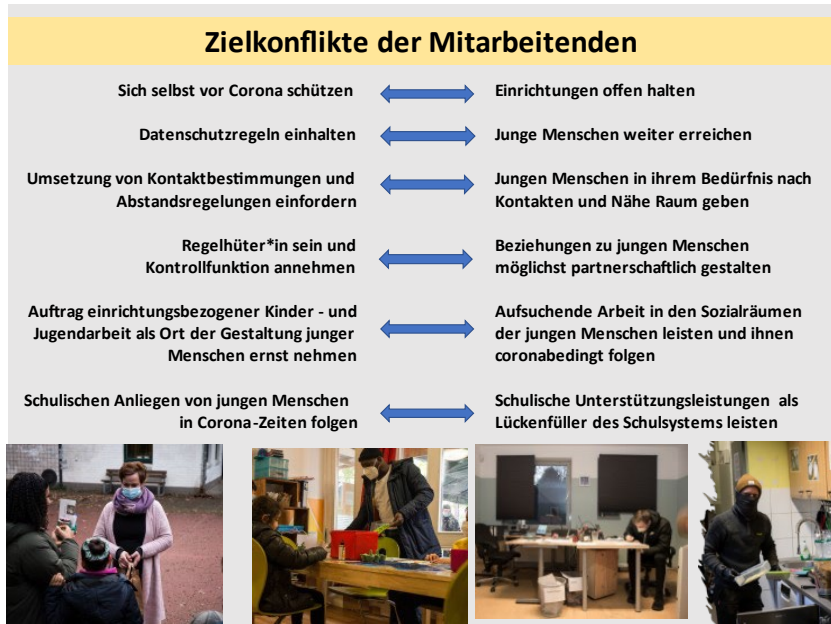 Zielkonflikte der Mitarbeitenden
Sich selbst vor Corona schützen
Einrichtungen offen halten
Datenschutzregeln einhalten
Junge Menschen weiter erreichen
Umsetzung von Kontaktbestimmungen und
Abstandsregelungen einfordern
Jungen Menschen in ihrem Bedürfnis nach
Kontakten und Nähe Raum geben
Regelhüter*in sein und
Kontrollfunktion annehmen
Beziehungen zu jungen Menschen
möglichst partnerschaftlich gestalten
Auftrag einrichtungsbezogener Kinder - und
Jugendarbeit als Ort der Gestaltung junger
Menschen ernst nehmen
Aufsuchende Arbeit in den Sozialräumen
der jungen Menschen leisten und ihnen
coronabedingt folgen
Schulischen Anliegen von jungen Menschen
in Corona-Zeiten folgen
Schulische Unterstützungsleistungen als
Lückenfüller des Schulsystems leisten